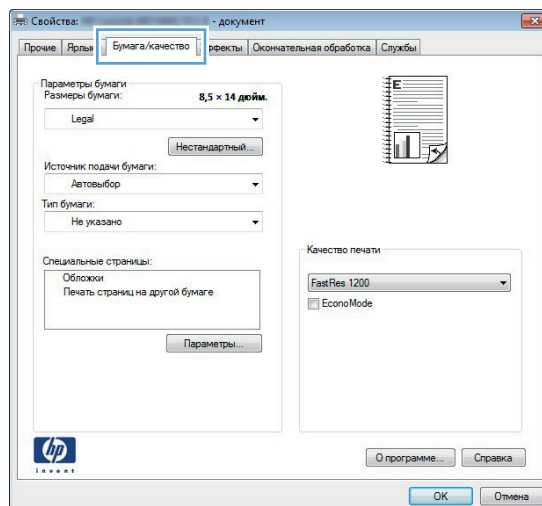 Свойства: - документ
Прочие Ярлыки Бумага/качество Эффекты Окончательная обработка Службы
Параметры бумаги
Размеры бумаги: 8,5 × 14 дюйм.
Legal
Нестандартный...
Источник подачи бумаги:
Автовыбор
Тип бумаги:
Не указано
Специальные страницы:
Обложки
Печать страниц на другой бумаге
Параметры...
E
Качество печати
FastRes 1200
EconoMode
hp
invent
О программе... Справка
OK Отмена